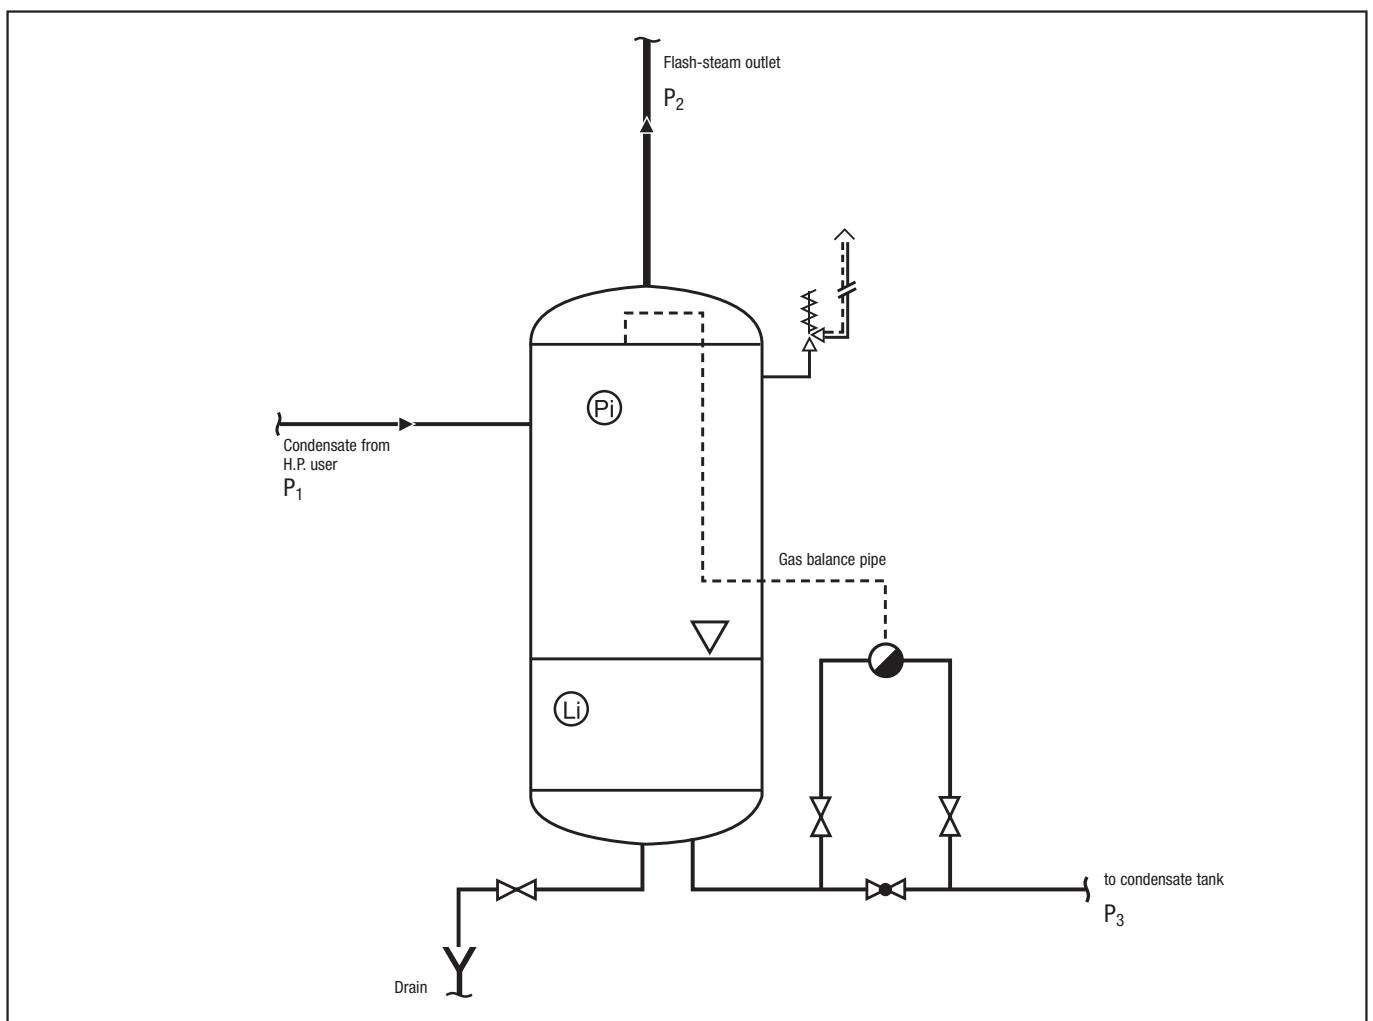 Flash-steam outlet
P2
Pi
Condensate from
H.P. user
P1
Gas balance pipe
Li
to condensate tank
P3
Drain